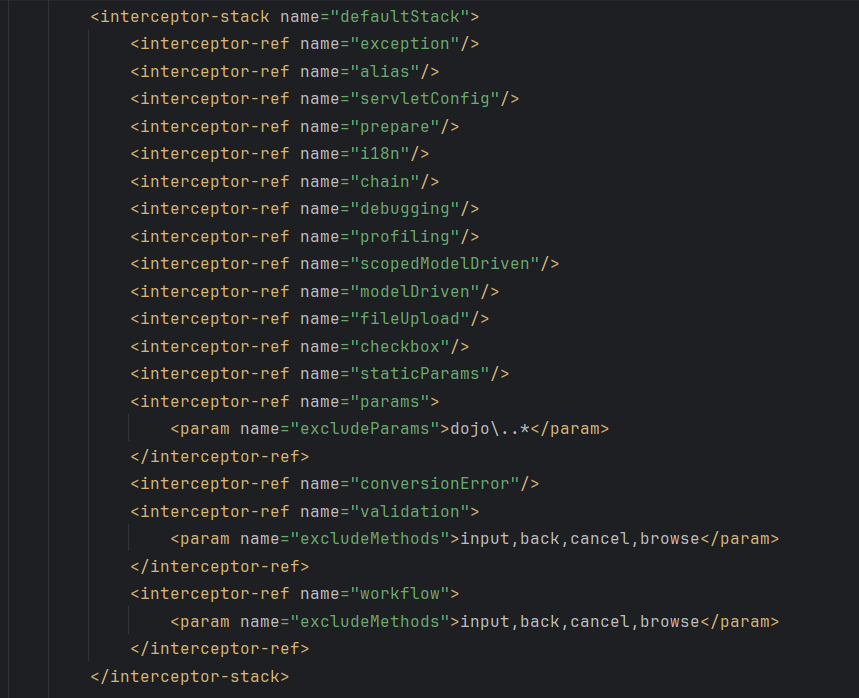 <interceptor-stack name="defaultStack">
<interceptor-ref name="exception"/>
<interceptor-ref name="alias"/>
<interceptor-ref name="servletConfig"/>
<interceptor-ref name="prepare"/>
<interceptor-ref name="i18n"/>
<interceptor-ref name="chain"/>
<interceptor-ref name="debugging"/>
<interceptor-ref name="profiling"/>
<interceptor-ref name="scopedModelDriven"/>
<interceptor-ref name="modelDriven"/>
<interceptor-ref name="fileUpload"/>
<interceptor-ref name="checkbox"/>
<interceptor-ref name="staticParams"/>
<interceptor-ref name="params">
<param name="excludeParams">dojo\..*</param>
</interceptor-ref>
<interceptor-ref name="conversionError"/>
<interceptor-ref name="validation">
<param name="excludeMethods">input,back,cancel,browse</param>
</interceptor-ref>
<interceptor-ref name="workflow">
<param name="excludeMethods">input,back,cancel,browse</param>
</interceptor-ref>
</interceptor-stack>